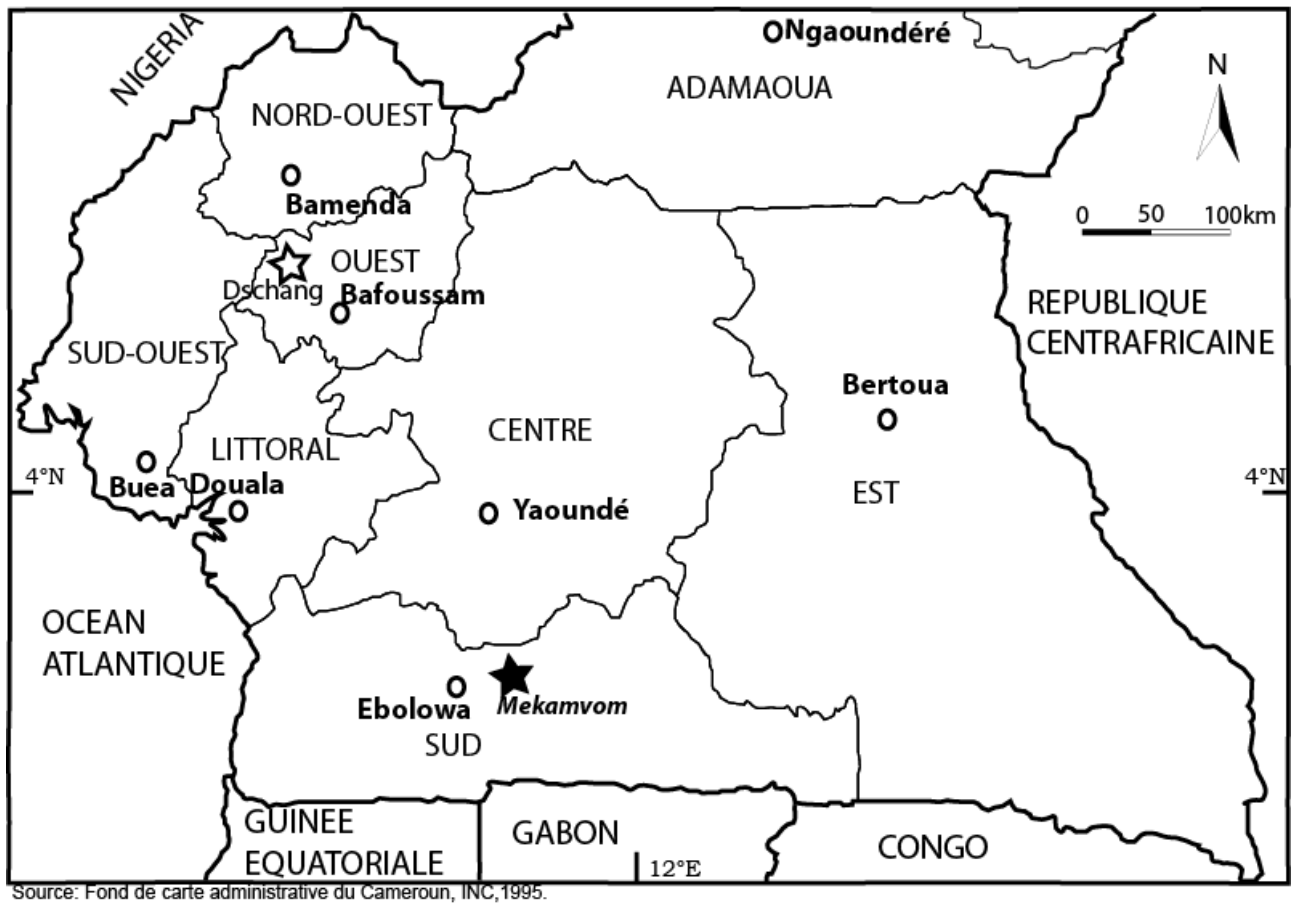 NIGERIA
Ngaoundéré
ADAMAOUA
N
NORD-OUEST
Bamenda
0 50 100km
OUEST
Dschang
Bafoussam
REPUBLIQUE
CENTRAFRICAINE
SUD-OUEST
Bertoua
CENTRE
LITTORAL
4°N
Buea
Douala
Yaoundé
EST
4°N
OCEAN
ATLANTIQUE
Ebolowa
Mekamvom
SUD
GUINEE
EQUATORIALE
GABON
CONGO
12°E
Source: Fond de carte administrative du Cameroun, INC,1995.